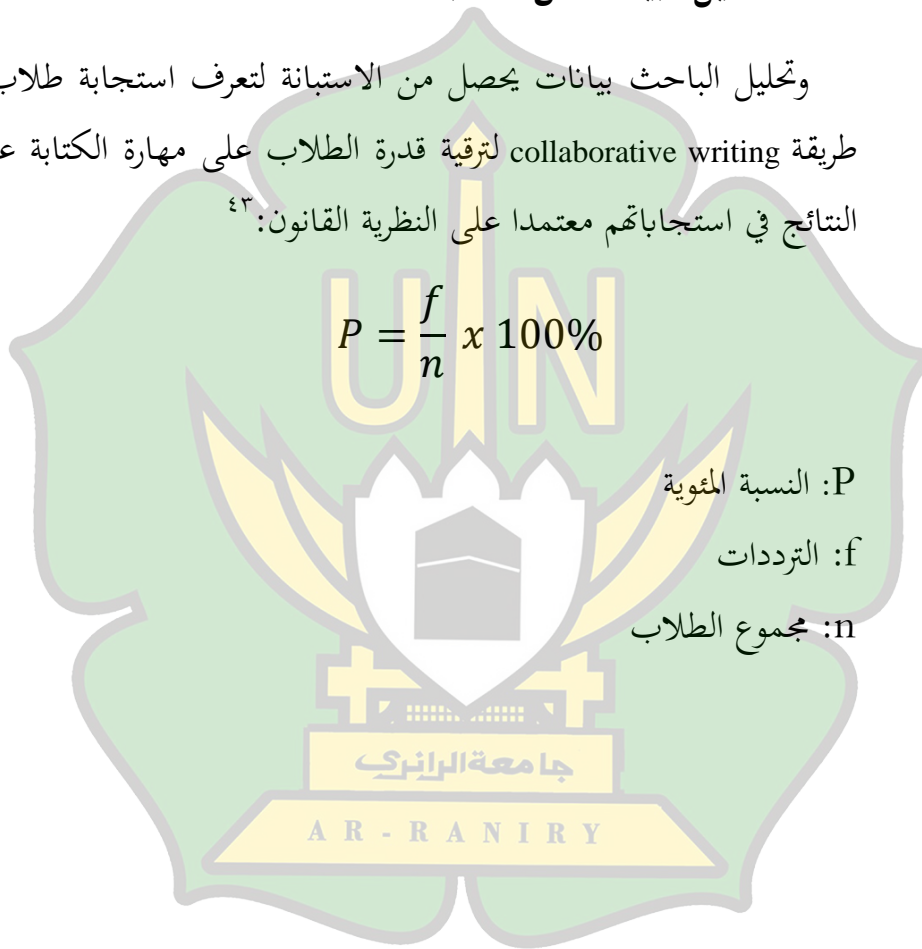 وتحليل الباحث بيانات يحصل من الاستبانة لتعرف استجابة طلاب
طريقة collaborative writing لترقية قدرة الطلاب على مهارة الكتابة
النتائج في استجاباتهم معتمدا على النظرية القانون:٤٣
P = f/n x 100%
P: النسبة المئوية
f: الترددات
n: مجموع الطلاب
UIN
جامعة الرانري
AR-RANIRY